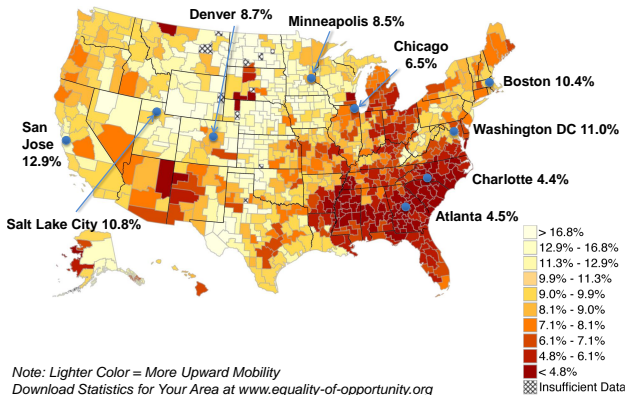 Denver 8.7%
Minneapolis 8.5%
Chicago
6.5%
Boston 10.4%
Washington DC 11.0%
San
Jose
12.9%
Charlotte 4.4%
Atlanta 4.5%
Salt Lake City 10.8%
> 16.8%
12.9% - 16.8%
11.3% - 12.9%
9.9% - 11.3%
9.0% - 9.9%
8.1% - 9.0%
7.1% - 8.1%
6.1% - 7.1%
4.8% - 6.1%
< 4.8%
Insufficient Data
Note: Lighter Color = More Upward Mobility
Download Statistics for Your Area at www.equality-of-opportunity.org